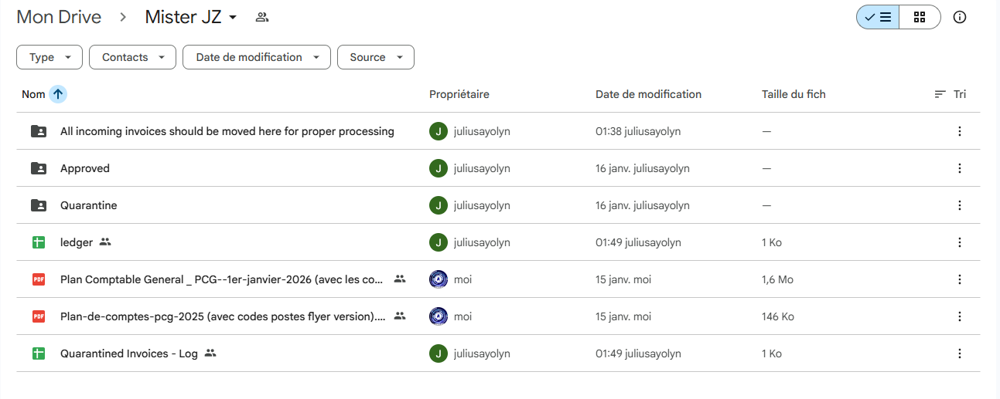 Mon Drive > Mister JZ
Type Contacts Date de modification Source
Nom Propriétaire Date de modification Taille du fich Tri
All incoming invoices should be moved here for proper processing J juliusayolyn 01:38 juliusayolyn —
Approved J juliusayolyn 16 janv. juliusayolyn —
Quarantine J juliusayolyn 16 janv. juliusayolyn —
ledger J juliusayolyn 01:49 juliusayolyn 1 Ko
PDF Plan Comptable General _ PCG--1er-janvier-2026 (avec les co... moi 15 janv. moi 1,6 Mo
PDF Plan-de-comptes-pcg-2025 (avec codes postes flyer version).... moi 15 janv. moi 146 Ko
Quarantined Invoices - Log J juliusayolyn 01:49 juliusayolyn 1 Ko